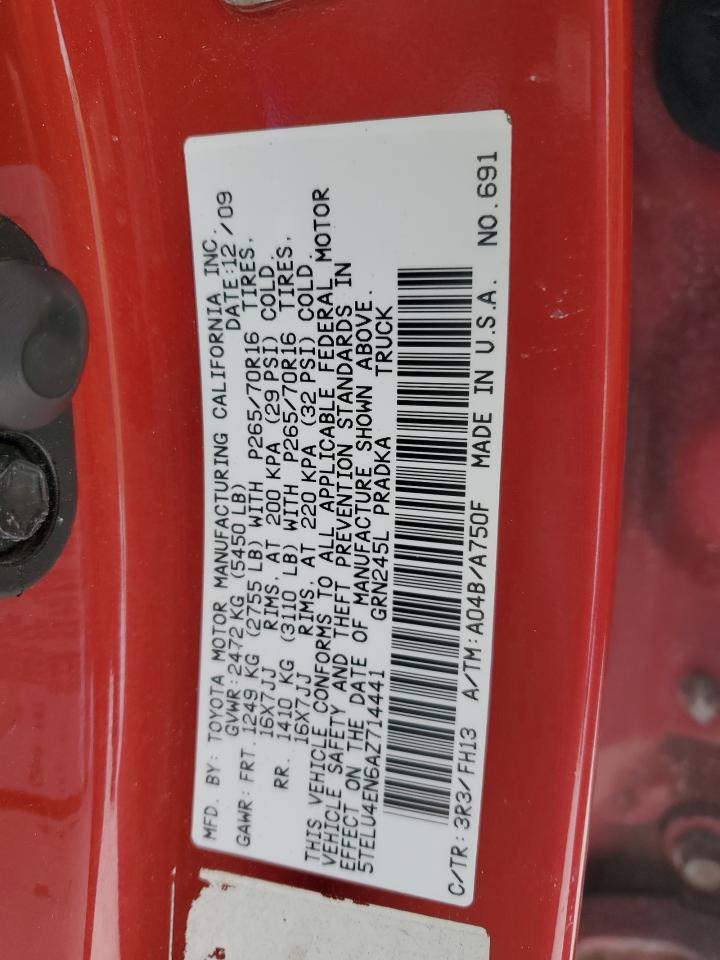 MFD. BY: TOYOTA MOTOR MANUFACTURING CALIFORNIA INC.
GVWR: 2472 KG (5450 LB) DATE: 12 / 09
GAWR: FRT. 1249 KG (2755 LB) WITH P265/70R16 TIRES,
16X7JJ RIMS, AT 200 KPA (29 PSI) COLD.
RR. 1410 KG (3110 LB) WITH P265/70R16 TIRES,
16X7JJ RIMS, AT 220 KPA (32 PSI) COLD.
THIS VEHICLE CONFORMS TO ALL APPLICABLE FEDERAL MOTOR
VEHICLE SAFETY AND THEFT PREVENTION STANDARDS IN
EFFECT ON THE DATE OF MANUFACTURE SHOWN ABOVE.
5TELU4EN6AZ714441 GRN245L PRADKA TRUCK
C/TR: 3R3/FH13 A/TM: A04B/A750F MADE IN U.S.A. NO. 691